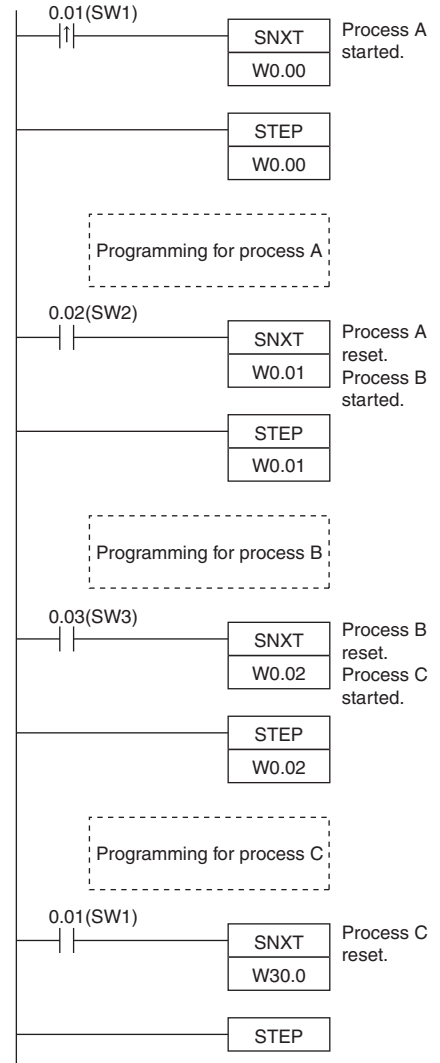 0.01(SW1)
SNXT
W0.00
Process A
started.
STEP
W0.00
Programming for process A
0.02(SW2)
SNXT
W0.01
Process A
reset.
Process B
started.
STEP
W0.01
Programming for process B
0.03(SW3)
SNXT
W0.02
Process B
reset.
Process C
started.
STEP
W0.02
Programming for process C
0.01(SW1)
SNXT
W30.0
Process C
reset.
STEP